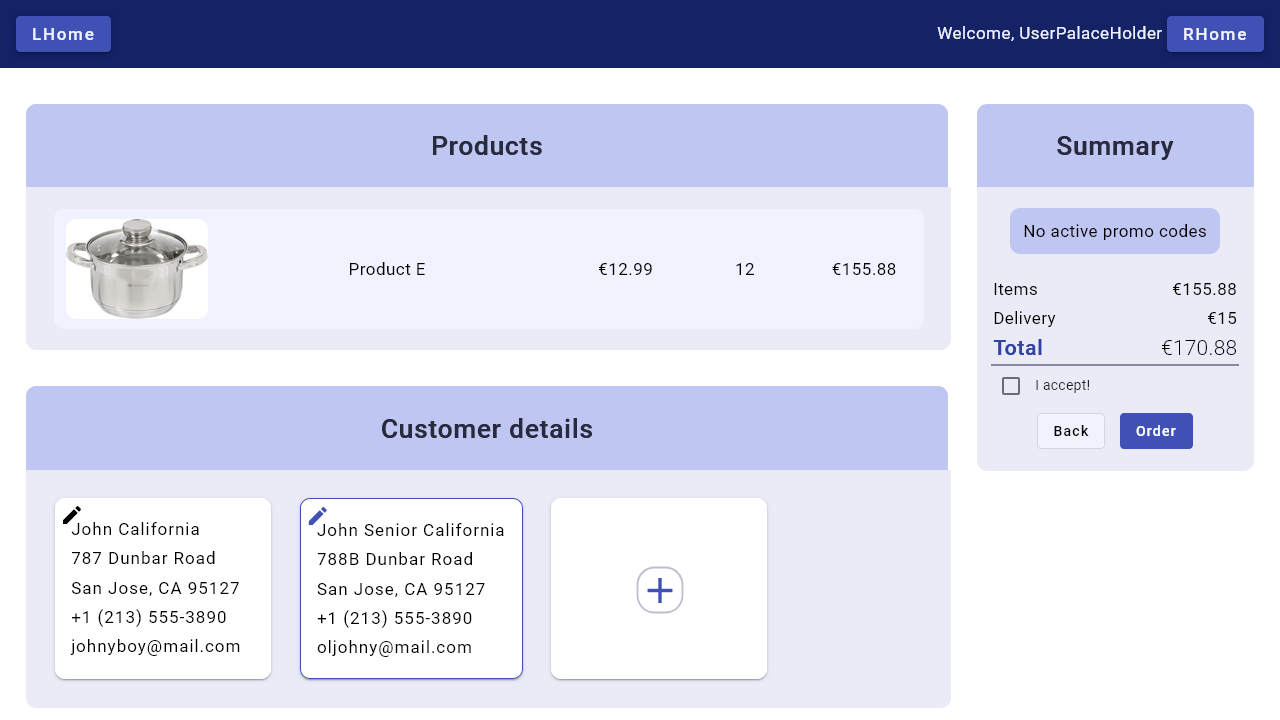 LHome
Welcome, UserPalaceHolder
RHome
Products
Product E €12.99 12 €155.88
Customer details
John California
787 Dunbar Road
San Jose, CA 95127
+1 (213) 555-3890
johnyboy@mail.com
John Senior California
788B Dunbar Road
San Jose, CA 95127
+1 (213) 555-3890
oljohny@mail.com
Summary
No active promo codes
Items €155.88
Delivery €15
Total €170.88
I accept!
Back
Order